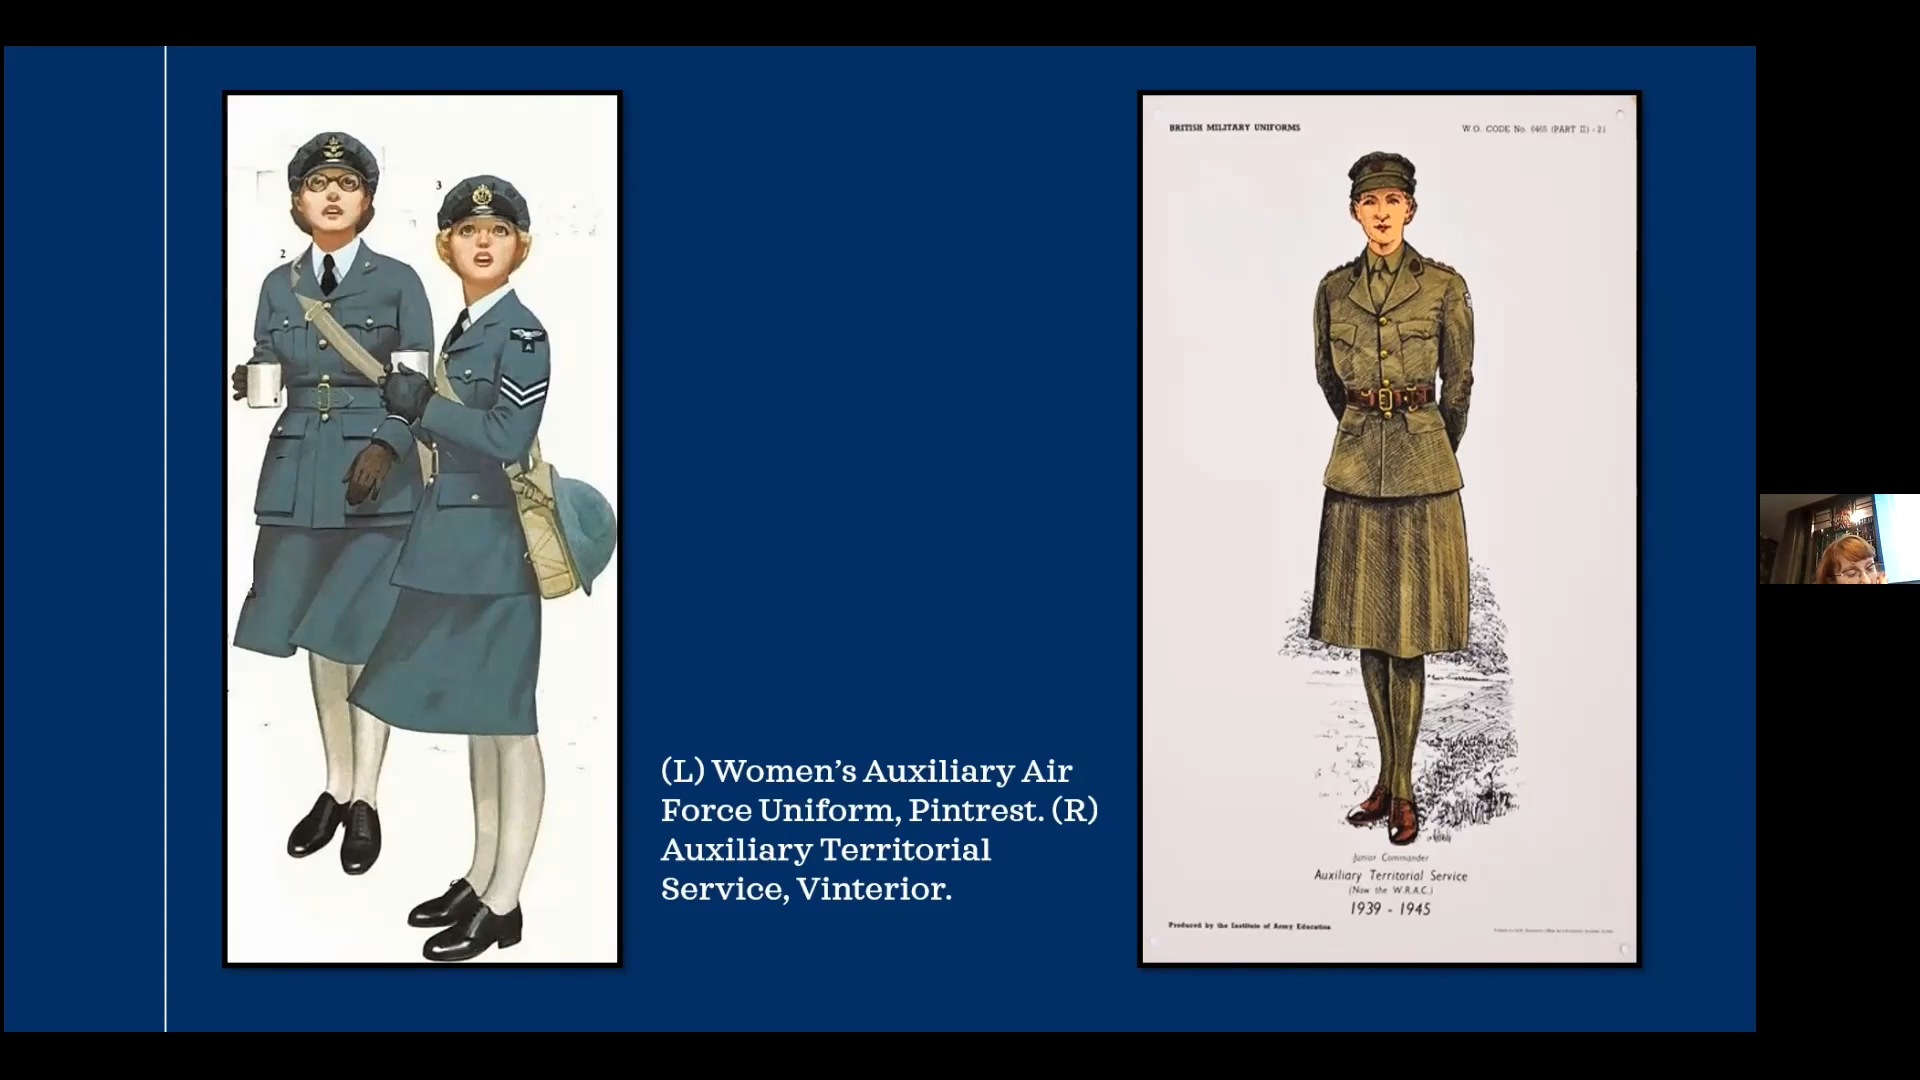 2
3
(L) Women's Auxiliary Air
Force Uniform, Pintrest. (R)
Auxiliary Territorial
Service, Vinterior.
BRITISH MILITARY UNIFORMS
W.O. CODE No. 6465 (PART II) - 21
Junior Commander
Auxiliary Territorial Service
(Now the W.R.A.C.)
1939 - 1945
Produced by the Institute of Army Education